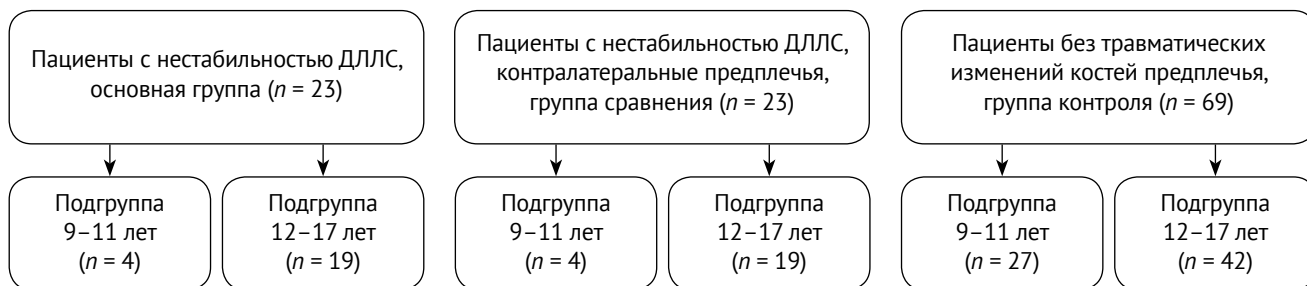 Пациенты с нестабильностью ДЛЛС,
основная группа (n = 23)
Пациенты с нестабильностью ДЛЛС,
контралатеральные предплечья,
группа сравнения (n = 23)
Пациенты без травматических
изменений костей предплечья,
группа контроля (n = 69)
Подгруппа
9–11 лет
(n = 4)
Подгруппа
12–17 лет
(n = 19)
Подгруппа
9–11 лет
(n = 4)
Подгруппа
12–17 лет
(n = 19)
Подгруппа
9–11 лет
(n = 27)
Подгруппа
12–17 лет
(n = 42)